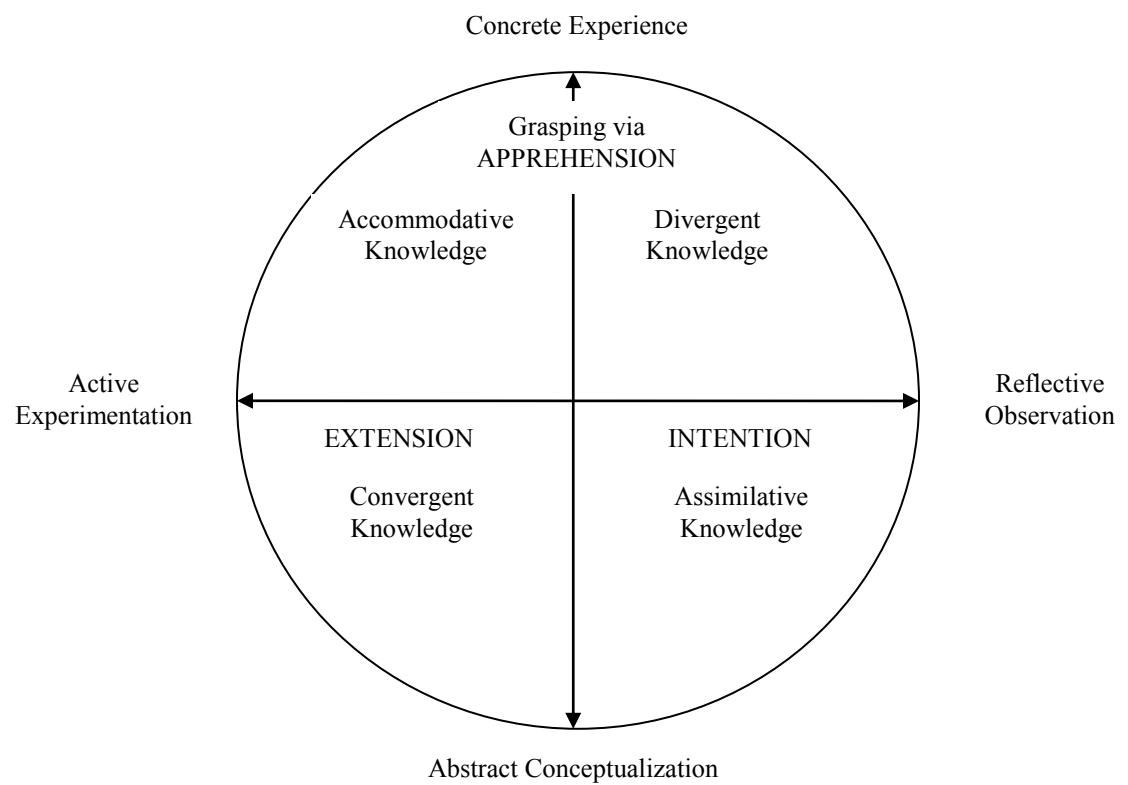 Concrete Experience
Grasping via
APPREHENSION
Accommodative
Knowledge
Divergent
Knowledge
Active
Experimentation
Reflective
Observation
EXTENSION
INTENTION
Convergent
Knowledge
Assimilative
Knowledge
Abstract Conceptualization